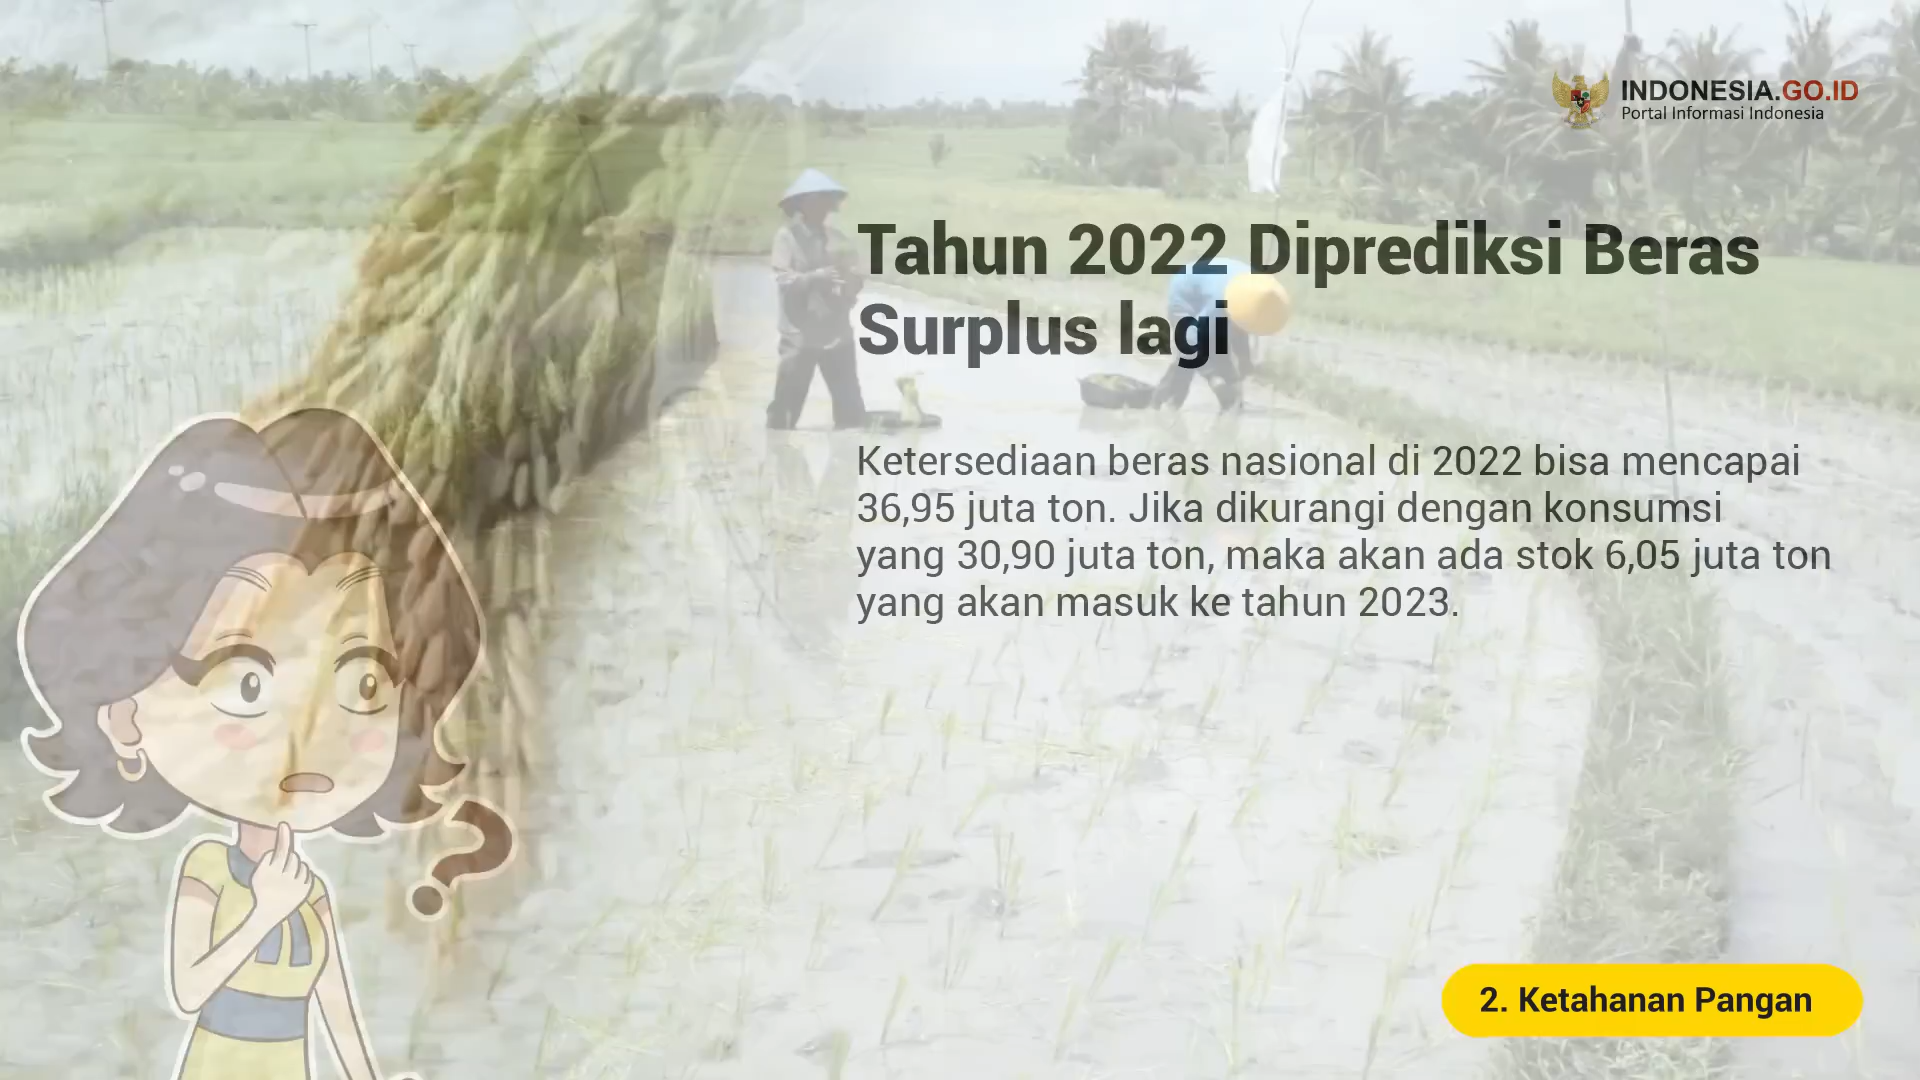 INDONESIA.GO.ID
Portal Informasi Indonesia
Tahun 2022 Diprediksi Beras
Surplus lagi
Ketersediaan beras nasional di 2022 bisa mencapai
36,95 juta ton. Jika dikurangi dengan konsumsi
yang 30,90 juta ton, maka akan ada stok 6,05 juta ton
yang akan masuk ke tahun 2023.
?
2. Ketahanan Pangan